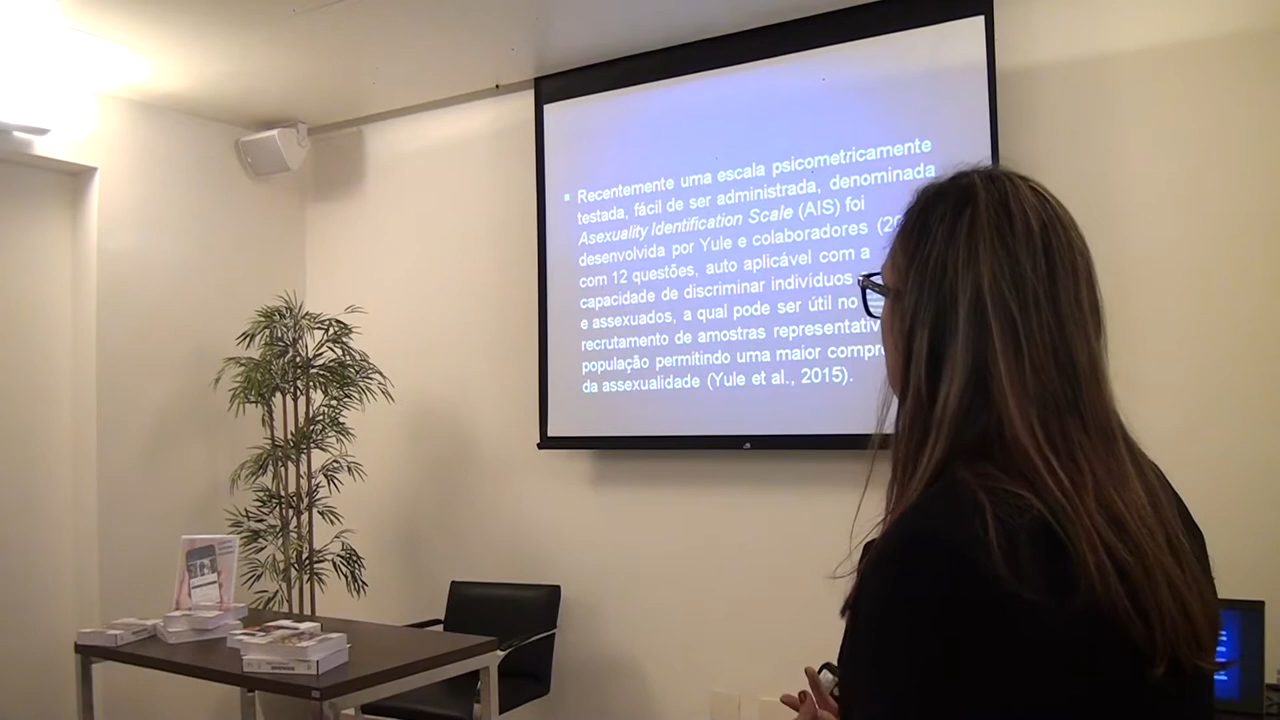 Recentemente uma escala psicometricamente
testada, fácil de ser administrada, denominada
Asexuality Identification Scale (AIS) foi
desenvolvida por Yule e colaboradores
com 12 questões, auto aplicável com a
capacidade de discriminar indivíduos
e assexuados, a qual pode ser útil no
recrutamento de amostras
população permitindo uma maior
da assexualidade (Yule et al., 2015).